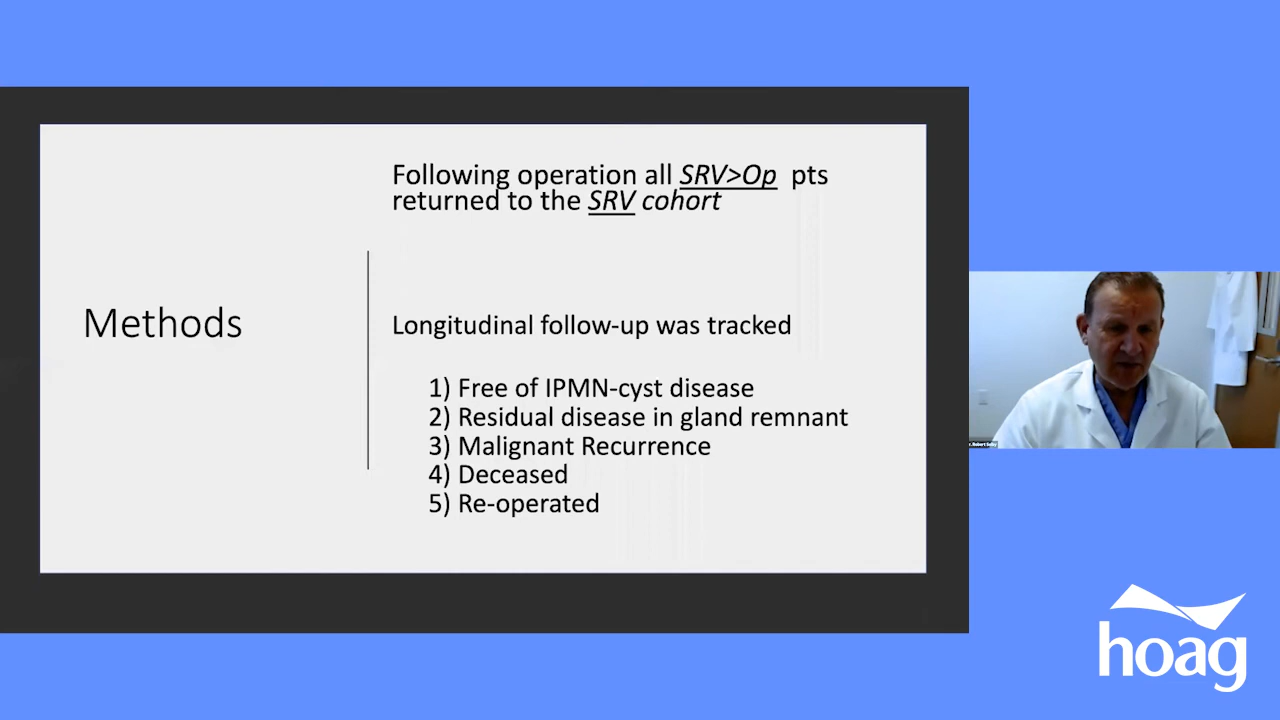 Following operation all SRV>Op pts
returned to the SRV cohort
Methods
Longitudinal follow-up was tracked
1) Free of IPMN-cyst disease
2) Residual disease in gland remnant
3) Malignant Recurrence
4) Deceased
5) Re-operated
hoag